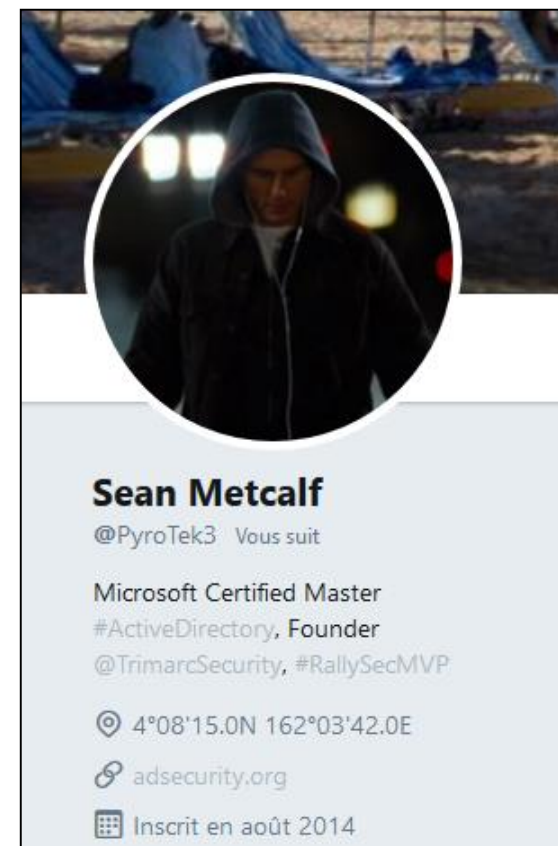 Sean Metcalf
@PyroTek3 Vous suit
Microsoft Certified Master
#ActiveDirectory, Founder
@TrimarcSecurity, #RallySecMVP
4°08'15.0N 162°03'42.0E
adsecurity.org
Inscrit en août 2014